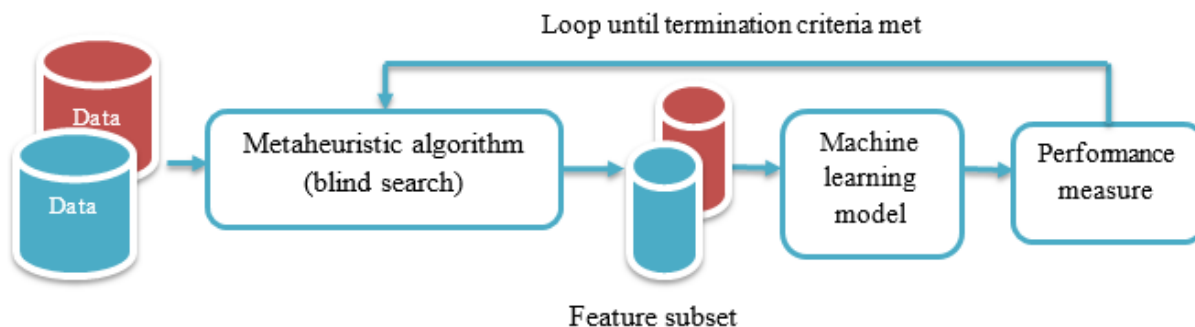 Loop until termination criteria met
Data
Data
Metaheuristic algorithm
(blind search)
Machine
learning
model
Performance
measure
Feature subset